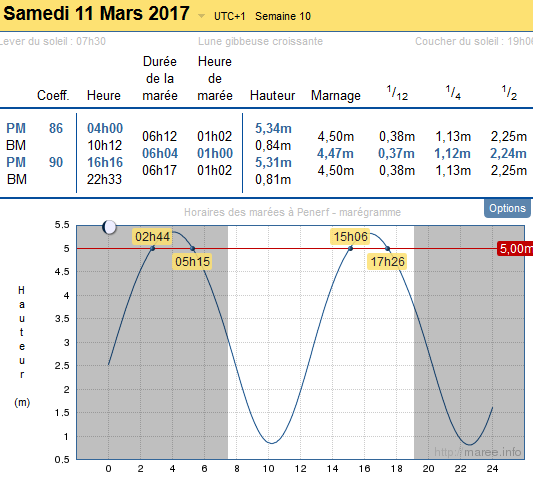 Samedi 11 Mars 2017 UTC+1 Semaine 10
Lever du soleil : 07h30 Lune gibbeuse croissante Coucher du soleil : 19h06
Durée Heure
de la de
Coeff. Heure marée marée Hauteur Marnage 1/12 1/4 1/2
PM 86 04h00 5,34m
06h12 01h02 4,50m 0,38m 1,13m 2,25m
BM 10h12 0,84m
06h04 01h00 4,47m 0,37m 1,12m 2,24m
PM 90 16h16 5,31m
06h17 01h02 4,50m 0,38m 1,13m 2,25m
BM 22h33 0,81m
Options
Horaires des marées à Penerf - marégramme
5.5
02h44 15h06
5 5,00m
05h15 17h26
4.5
4
3.5
3
2.5
2
1.5
1
0.5
Hauteur
(m)
http://maree.info
0 2 4 6 8 10 12 14 16 18 20 22 24